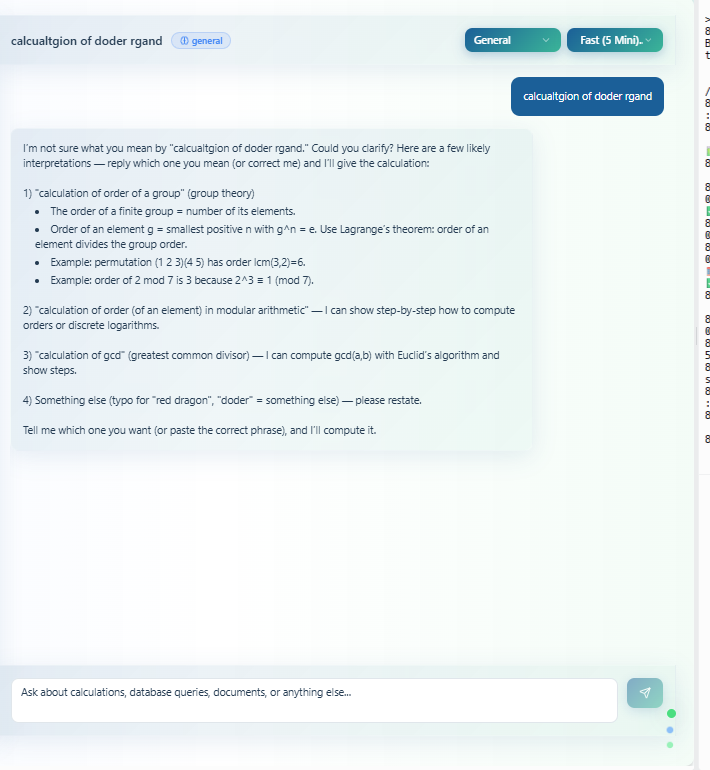 calcualtgion of doder rgand
general
General
Fast (5 Mini)..
calcualtgion of doder rgand
I'm not sure what you mean by "calcualtgion of doder rgand." Could you clarify? Here are a few likely
interpretations — reply which one you mean (or correct me) and I'll give the calculation:
1) "calculation of order of a group" (group theory)
• The order of a finite group = number of its elements.
• Order of an element g = smallest positive n with g^n = e. Use Lagrange's theorem: order of an
element divides the group order.
• Example: permutation (1 2 3)(4 5) has order lcm(3,2)=6.
• Example: order of 2 mod 7 is 3 because 2^3 ≡ 1 (mod 7).
2) "calculation of order (of an element) in modular arithmetic" — I can show step-by-step how to compute
orders or discrete logarithms.
3) "calculation of gcd" (greatest common divisor) — I can compute gcd(a,b) with Euclid's algorithm and
show steps.
4) Something else (typo for "red dragon", "doder" = something else) — please restate.
Tell me which one you want (or paste the correct phrase), and I'll compute it.
Ask about calculations, database queries, documents, or anything else...